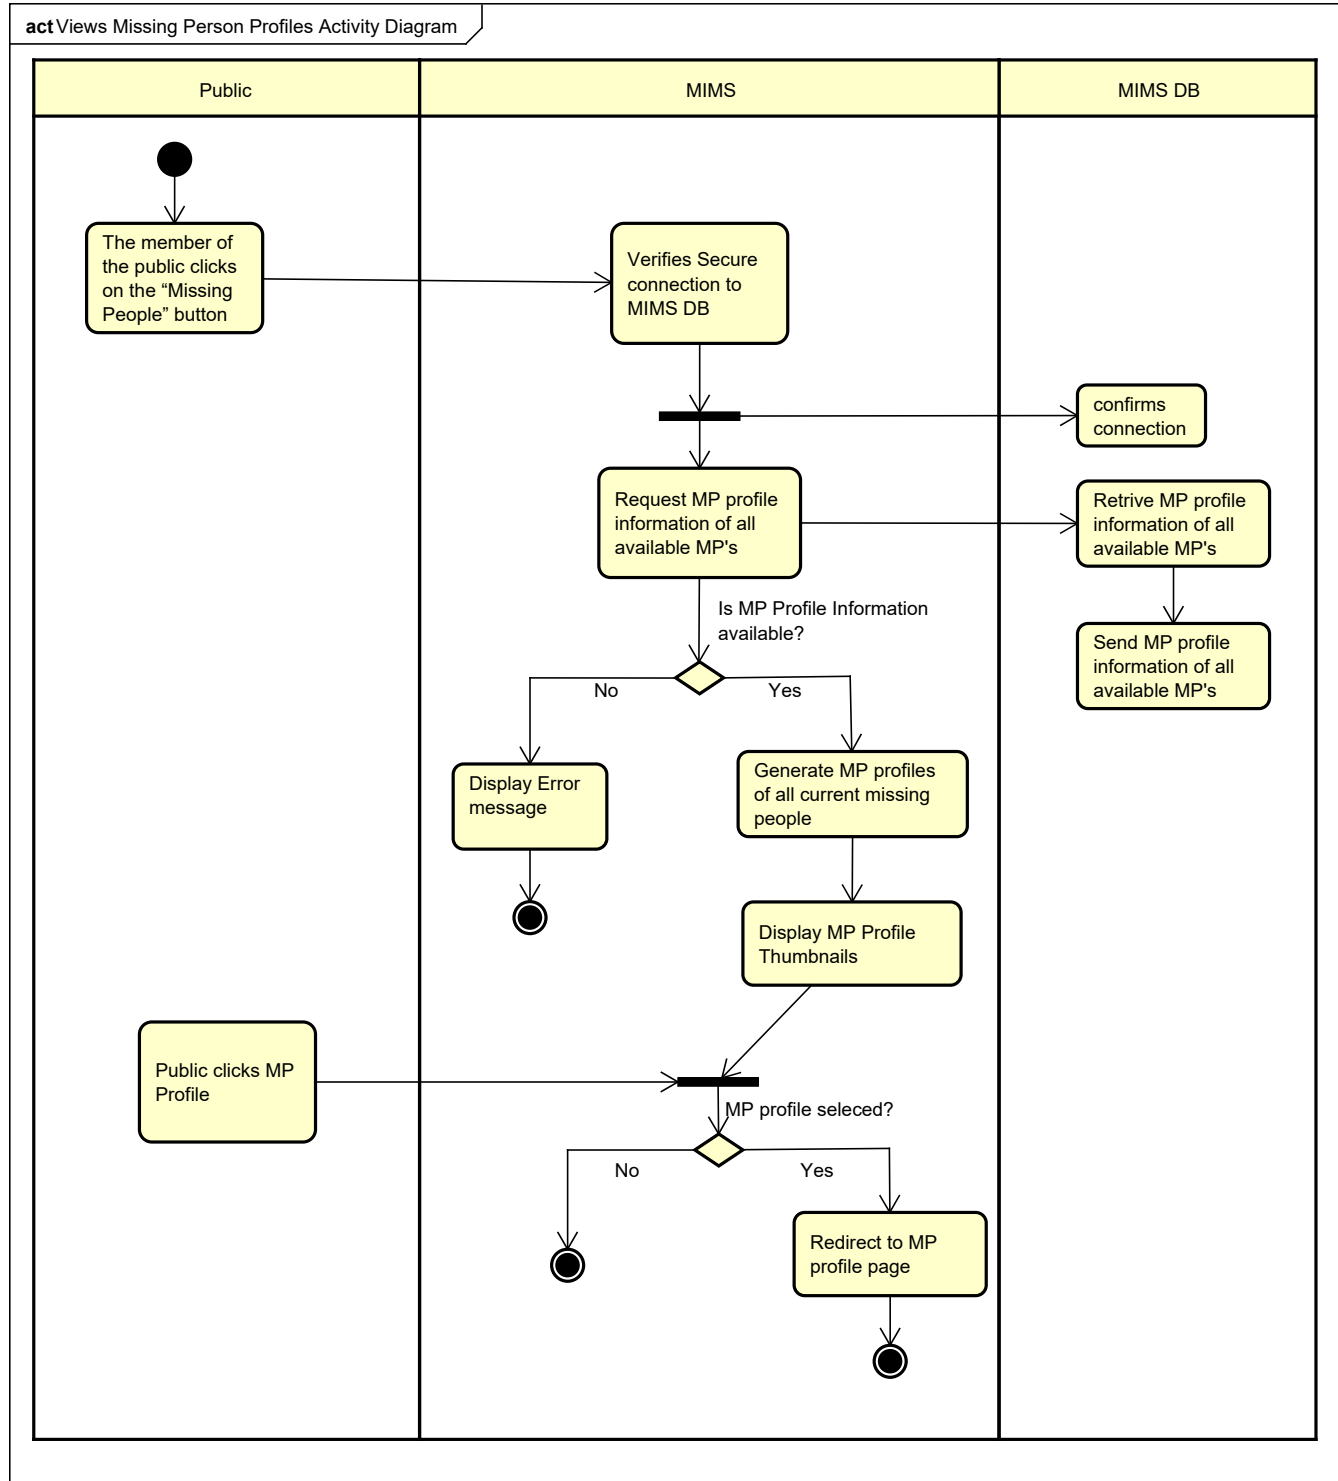 act Views Missing Person Profiles Activity Diagram
Public
MIMS
MIMS DB
The member of
the public clicks
on the “Missing
People” button
Verifies Secure
connection to
MIMS DB
confirms
connection
Request MP profile
information of all
available MP's
Retrive MP profile
information of all
available MP's
Is MP Profile Information
available?
Send MP profile
information of all
available MP's
No
Yes
Display Error
message
Generate MP profiles
of all current missing
people
Display MP Profile
Thumbnails
Public clicks MP
Profile
MP profile seleced?
No
Yes
Redirect to MP
profile page